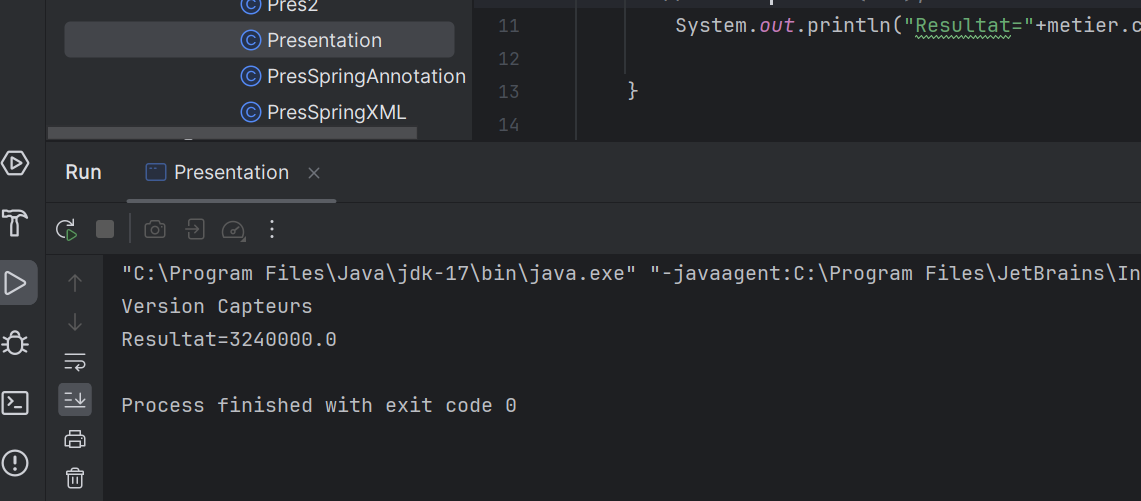 Pres2
Presentation
PresSpringAnnotation
PresSpringXML
11 System.out.println("Resultat="+metier.c
12
13 }
14
Run Presentation
"C:\Program Files\Java\jdk-17\bin\java.exe" "-javaagent:C:\Program Files\JetBrains\In
Version Capteurs
Resultat=3240000.0
Process finished with exit code 0